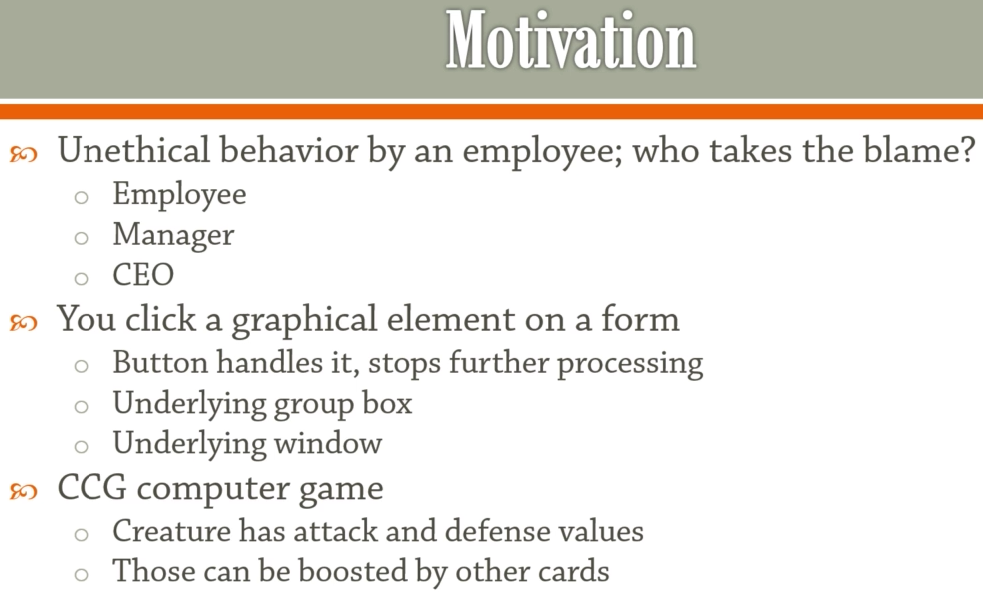 Motivation
Unethical behavior by an employee; who takes the blame?
Employee
Manager
CEO
You click a graphical element on a form
Button handles it, stops further processing
Underlying group box
Underlying window
CCG computer game
Creature has attack and defense values
Those can be boosted by other cards